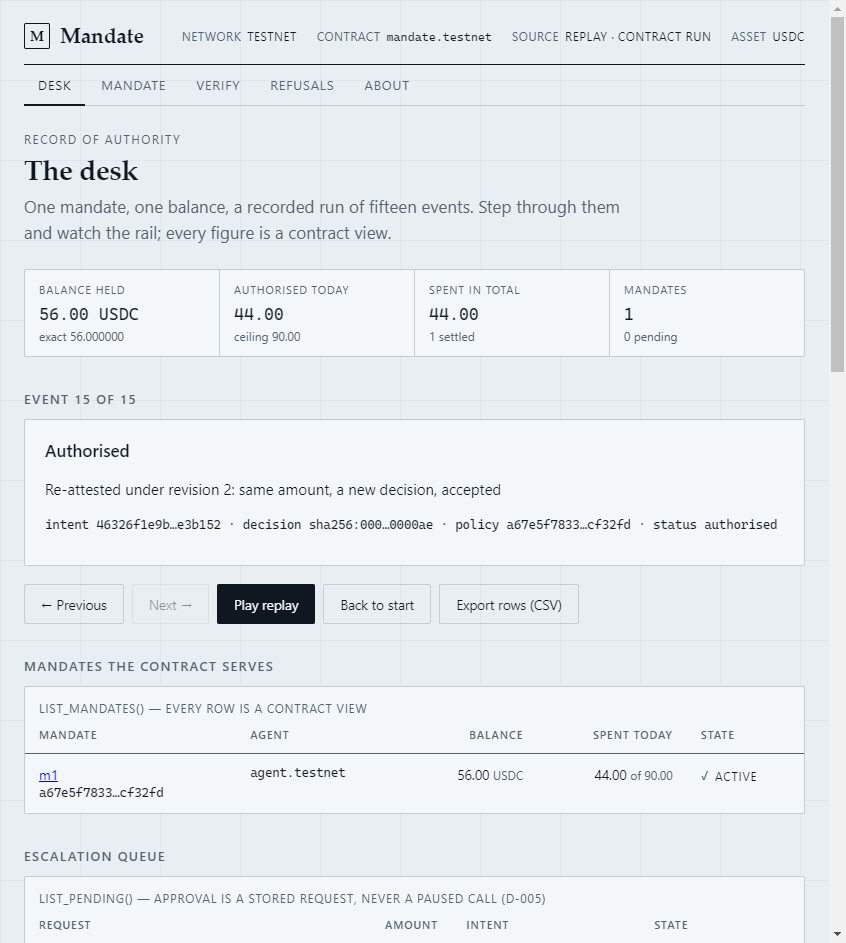 M Mandate NETWORK TESTNET CONTRACT mandate.testnet SOURCE REPLAY · CONTRACT RUN ASSET USDC
DESK MANDATE VERIFY REFUSALS ABOUT
RECORD OF AUTHORITY
The desk
One mandate, one balance, a recorded run of fifteen events. Step through them
and watch the rail; every figure is a contract view.
BALANCE HELD AUTHORISED TODAY SPENT IN TOTAL MANDATES
56.00 USDC 44.00 44.00 1
exact 56.000000 ceiling 90.00 1 settled 0 pending
EVENT 15 OF 15
Authorised
Re-attested under revision 2: same amount, a new decision, accepted
intent 46326f1e9b…e3b152 · decision sha256:000…0000ae · policy a67e5f7833…cf32fd · status authorised
← Previous Next → Play replay Back to start Export rows (CSV)
MANDATES THE CONTRACT SERVES
LIST_MANDATES() — EVERY ROW IS A CONTRACT VIEW
MANDATE AGENT BALANCE SPENT TODAY STATE
m1 agent.testnet 56.00 USDC 44.00 of 90.00 ✓ ACTIVE
a67e5f7833…cf32fd
ESCALATION QUEUE
LIST_PENDING() — APPROVAL IS A STORED REQUEST, NEVER A PAUSED CALL (D-005)
REQUEST AMOUNT INTENT STATE